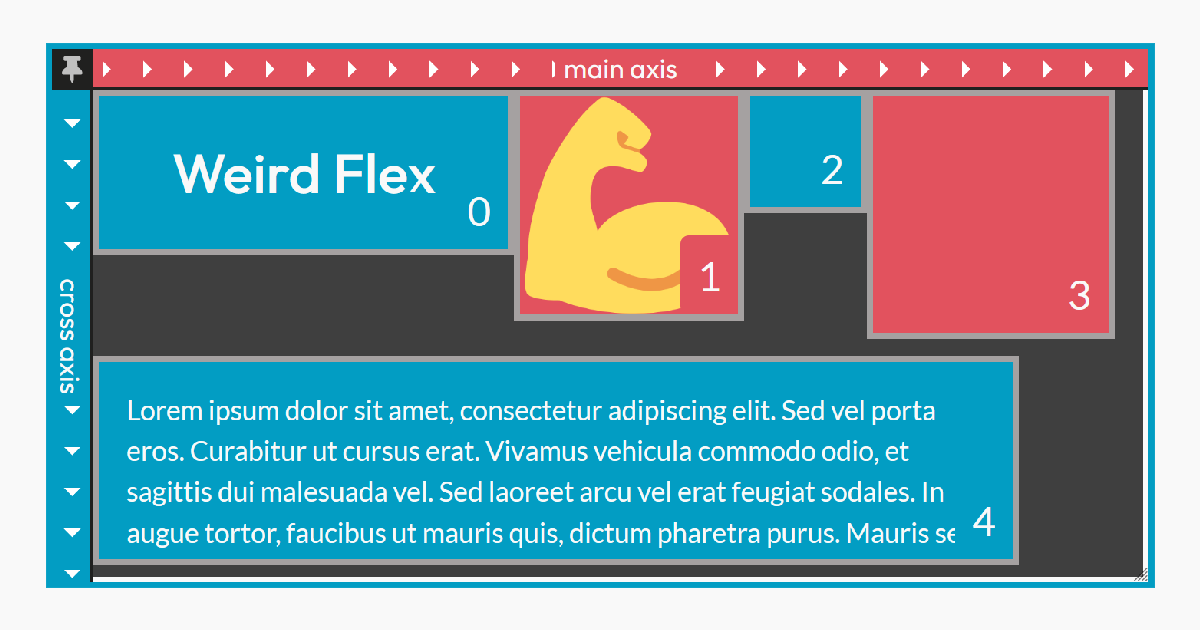 main axis
cross axis
Weird Flex
0
1
2
3
Lorem ipsum dolor sit amet, consectetur adipiscing elit. Sed vel porta
eros. Curabitur ut cursus erat. Vivamus vehicula commodo odio, et
sagittis dui malesuada vel. Sed laoreet arcu vel erat feugiat sodales. In
augue tortor, faucibus ut mauris quis, dictum pharetra purus. Mauris se
4